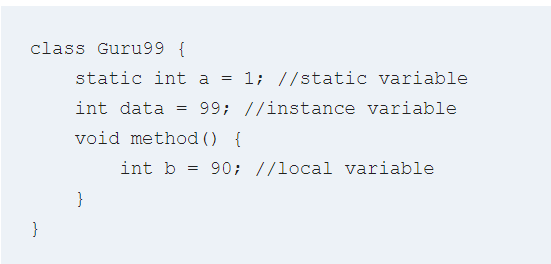 class Guru99 {
    static int a = 1; //static variable
    int data = 99; //instance variable
    void method() {
        int b = 90; //local variable
    }
}